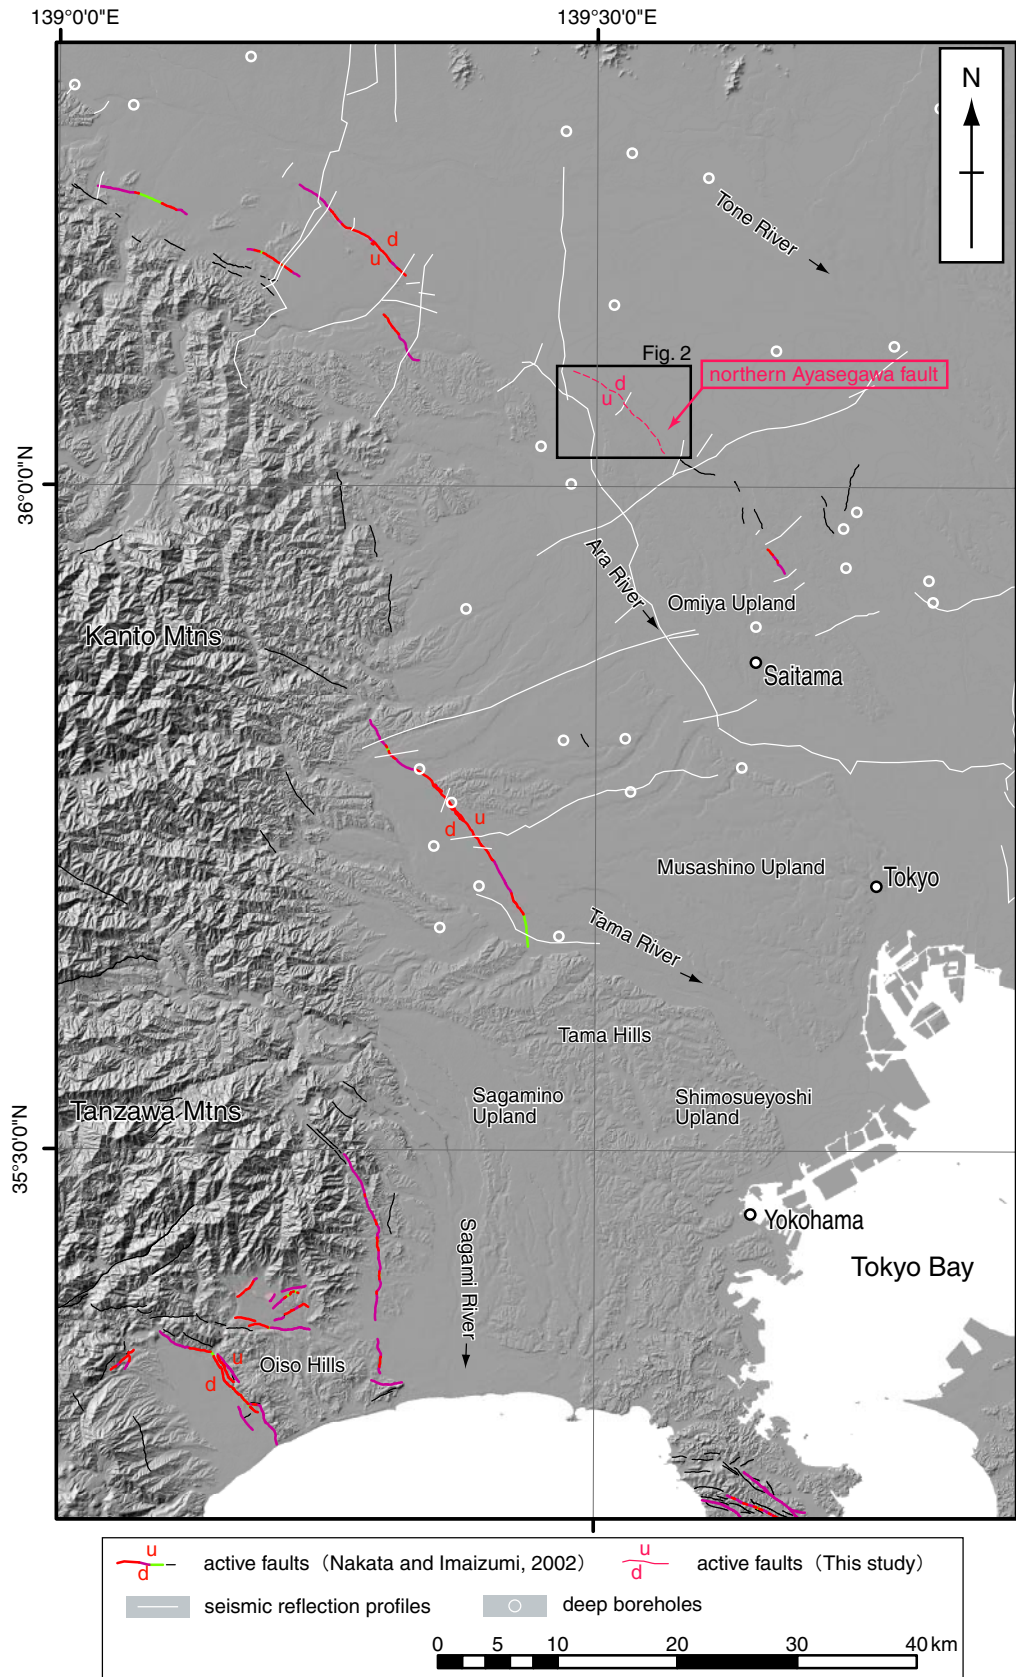 139°0'0"E
139°30'0"E
N
Tone River
d
u
Fig. 2
northern Ayasegawa fault
d
u
36°0'0"N
Ara River
Omiya Upland
Kanto Mtns
Saitama
u
d
Musashino Upland
Tokyo
Tama River
Tama Hills
Sagamino
Upland
Shimosueyoshi
Upland
Tanzawa Mtns
35°30'0"N
Sagami River
Yokohama
Tokyo Bay
Oiso Hills
u
d
u
d
active faults（Nakata and Imaizumi, 2002）
u
d
active faults（This study）
seismic reflection profiles
deep boreholes
0 5 10 20 30 40 km